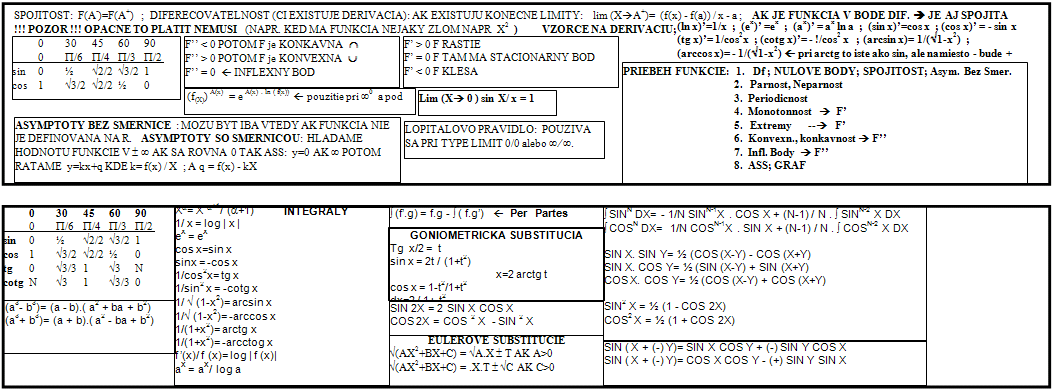 SPOJITOST: F(A)=F(A⁺) ; DIFERECOVATELNOST (CI EXISTUJE DERIVACIA): AK EXISTUJU KONECNE LIMITY: lim (X→A⁺)= (f(x) - f(a)) / x - a ; AK JE FUNKCIA V BODE DIF. → JE AJ SPOJITA
!!! POZOR !!! OPACNE TO PLATIT NEMUSI (NAPR. KED MA FUNKCIA NEJAKY ZLOM NAPR. X² ) VZORCE NA DERIVACIU:
(ln x)'=1/x ; (eˣ)' =eˣ ; (aˣ)'=aˣ ln a ; (sin x)'=cos x ; (cos x)'= - sin x
(tg x)'=1/cos²x ; (cotg x)'= - 1/cos²x ; (arcsin x)= 1/(√1-x²) ;
(arccos x)= - 1/(√1-x²) ← pri arctg to iste ako sin, ale namiesto - bude +
0 30 45 60 90
0 Π/6 Π/4 Π/3 Π/2
sin 0 ½ √2/2 √3/2 1
cos 1 √3/2 √2/2 ½ 0
F'' < 0 POTOM F je KONKAVNA ∩
F'' > 0 POTOM F je KONVEXNA ∪
F'' = 0 ← INFLEXNY BOD
F' > 0 F RASTIE
F' = 0 F TAM MA STACIONARNY BOD
F' < 0 F KLESA
(f(x))^A(x) = e^A(x) . ln ( f(x)) ← pouzitie pri ∞⁰ a pod
Lim (X→ 0 ) sin X/ x = 1
PRIEBEH FUNKCIE: 1. Df ; NULOVE BODY; SPOJITOST; Asym. Bez Smer.
2. Parnost, Neparnost
3. Periodicnost
4. Monotonnost → F'
5. Extremy --→ F'
6. Konvexn., konkavnost → F''
7. Infl. Body → F''
8. ASS; GRAF
ASYMPTOTY BEZ SMERNICE : MOZU BYT IBA VTEDY AK FUNKCIA NIE
JE DEFINOVANA NA R. ASYMPTOTY SO SMERNICOU: HLADAME
HODNOTU FUNKCIE V ± ∞ AK SA ROVNA 0 TAK ASS: y=0 AK ∞ POTOM
RATAME y=kx+q KDE k= f(x) / X ; A q = f(x) - kX
LOPITALOVO PRAVIDLO: POUZIVA
SA PRI TYPE LIMIT 0/0 alebo ∞/∞.
0 30 45 60 90
0 Π/6 Π/4 Π/3 Π/2
sin 0 ½ √2/2 √3/2 1
cos 1 √3/2 √2/2 ½ 0
tg 0 √3/3 1 √3 N
cotg N √3 1 √3/3 0
(a³- b³)= (a - b).( a² + ba + b²)
(a³+ b³)= (a + b).( a² - ba + b²)
INTEGRALY
1/ x = log | x |
eˣ = eˣ
cos x=sin x
sinx = -cos x
1/cos²x=tg x
1/sin²x = -cotg x
1/ √ (1-x²)=arcsin x
1/√ (1-x²)=-arccos x
1/(1+x²)=arctg x
1/(1+x²)=-arcctog x
f'(x)/ f (x)=log | f (x)|
aˣ = aˣ/ log a
∫ (f'.g) = f.g - ∫ ( f.g') ← Per Partes
GONIOMETRICKA SUBSTITUCIA
Tg x/2 = t
sin x = 2t / (1+t²)
x=2 arctg t
cos x = 1-t²/1+t²
dx=2 / 1+ t²
SIN 2X = 2 SIN X COS X
COS 2X = COS ² X - SIN ² X
EULEROVE SUBSTITUCIE
√(AX²+BX+C) = √A.X ± T AK A>0
√(AX²+BX+C) = .X.T ± √C AK C>0
∫ SINᴺ DX= - 1/N SINᴺ⁻¹X . COS X + (N-1) / N . ∫ SINᴺ⁻² X DX
∫ COSᴺ DX= 1/N COSᴺ⁻¹X . SIN X + (N-1) / N . ∫ COSᴺ⁻² X DX
SIN X. SIN Y= ½ (COS (X-Y) - COS (X+Y)
SIN X. COS Y= ½ (SIN (X-Y) + SIN (X+Y)
COS X. COS Y= ½ (COS (X-Y) + COS (X+Y)
SIN² X = ½ (1 - COS 2X)
COS² X = ½ (1 + COS 2X)
SIN ( X + (-) Y)= SIN X COS Y + (-) SIN Y COS X
SIN ( X + (-) Y)= COS X COS Y - (+) SIN Y SIN X